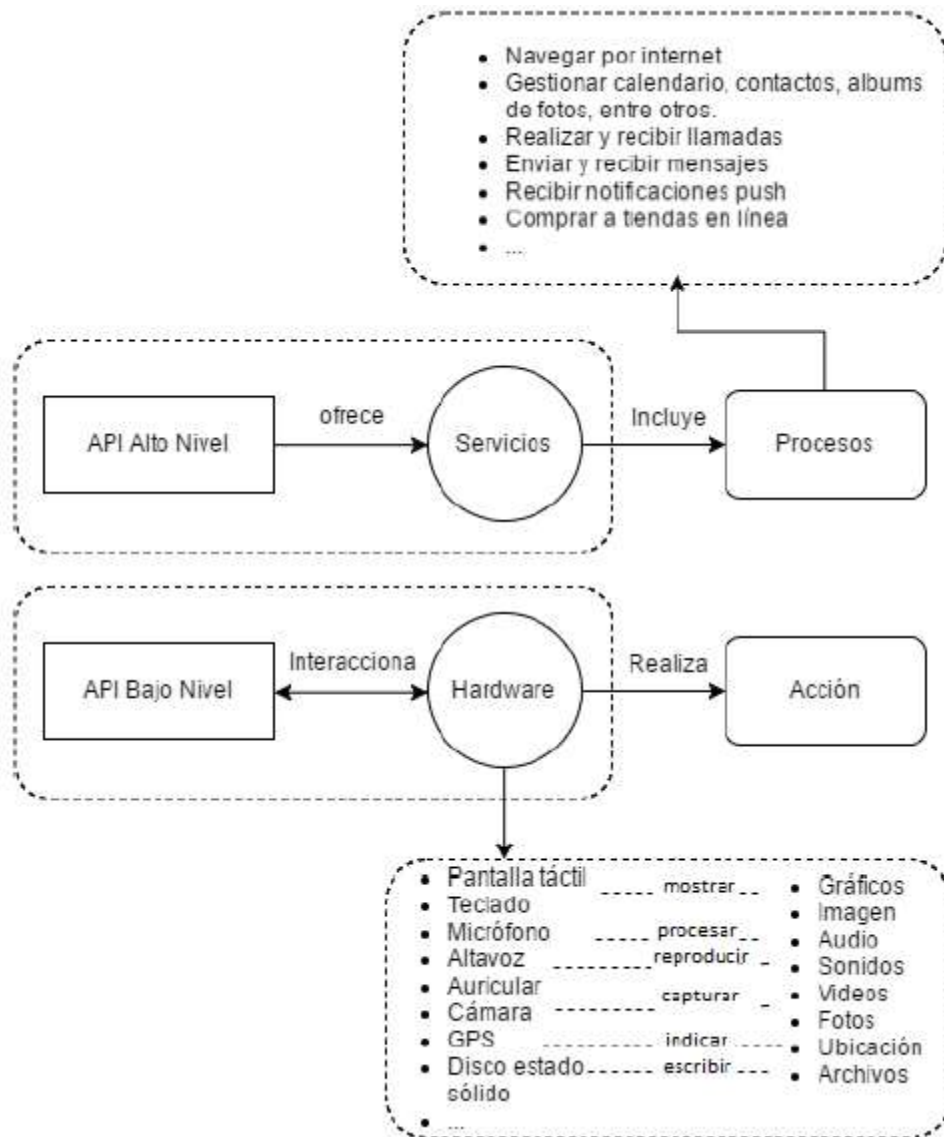 • Navegar por internet
• Gestionar calendario, contactos, albums
de fotos, entre otros.
• Realizar y recibir llamadas
• Enviar y recibir mensajes
• Recibir notificaciones push
• Comprar a tiendas en línea
• ...
API Alto Nivel
ofrece
Servicios
Incluye
Procesos
API Bajo Nivel
Interacciona
Hardware
Realiza
Acción
• Pantalla táctil
• Teclado
• Micrófono
• Altavoz
• Auricular
• Cámara
• GPS
• Disco estado
sólido
• ...
mostrar
procesar
reproducir
capturar
indicar
escribir
• Gráficos
• Imagen
• Audio
• Sonidos
• Videos
• Fotos
• Ubicación
• Archivos